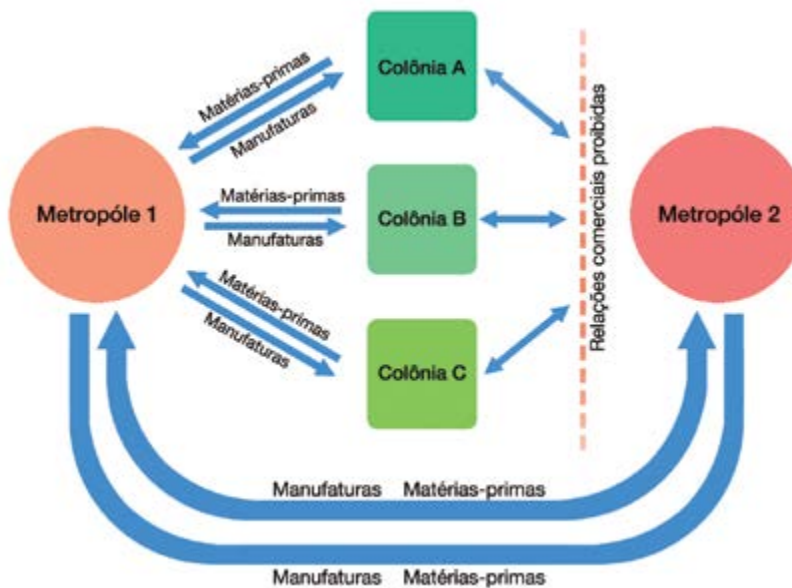 Matérias-primas
Manufaturas
Colônia A
Metropóle 1
Matérias-primas
Manufaturas
Colônia B
Relações comerciais proibidas
Metropóle 2
Matérias-primas
Manufaturas
Colônia C
Manufaturas Matérias-primas
Manufaturas Matérias-primas